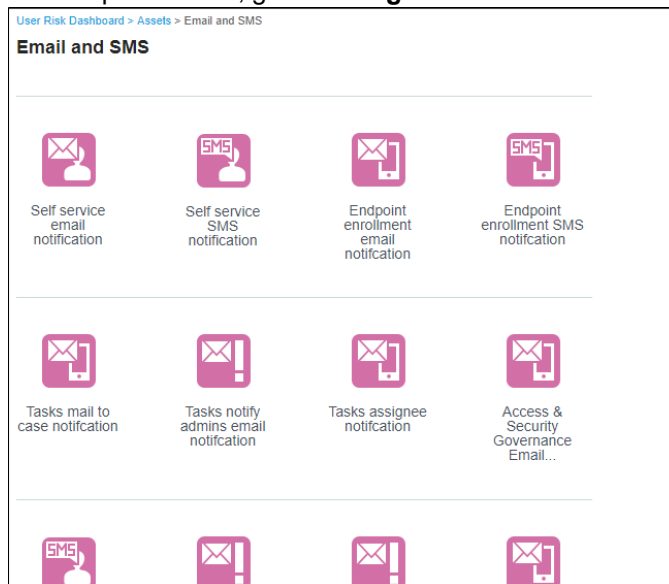 User Risk Dashboard > Assets > Email and SMS
Email and SMS
SMS
SMS
Self service
email
notification
Self service
SMS
notification
Endpoint
enrollment
email
notifcation
Endpoint
enrollment SMS
notifcation
Tasks mail to
case notifcation
Tasks notify
admins email
notifcation
Tasks assignee
notifcation
Access &
Security
Governance
Email...
SMS